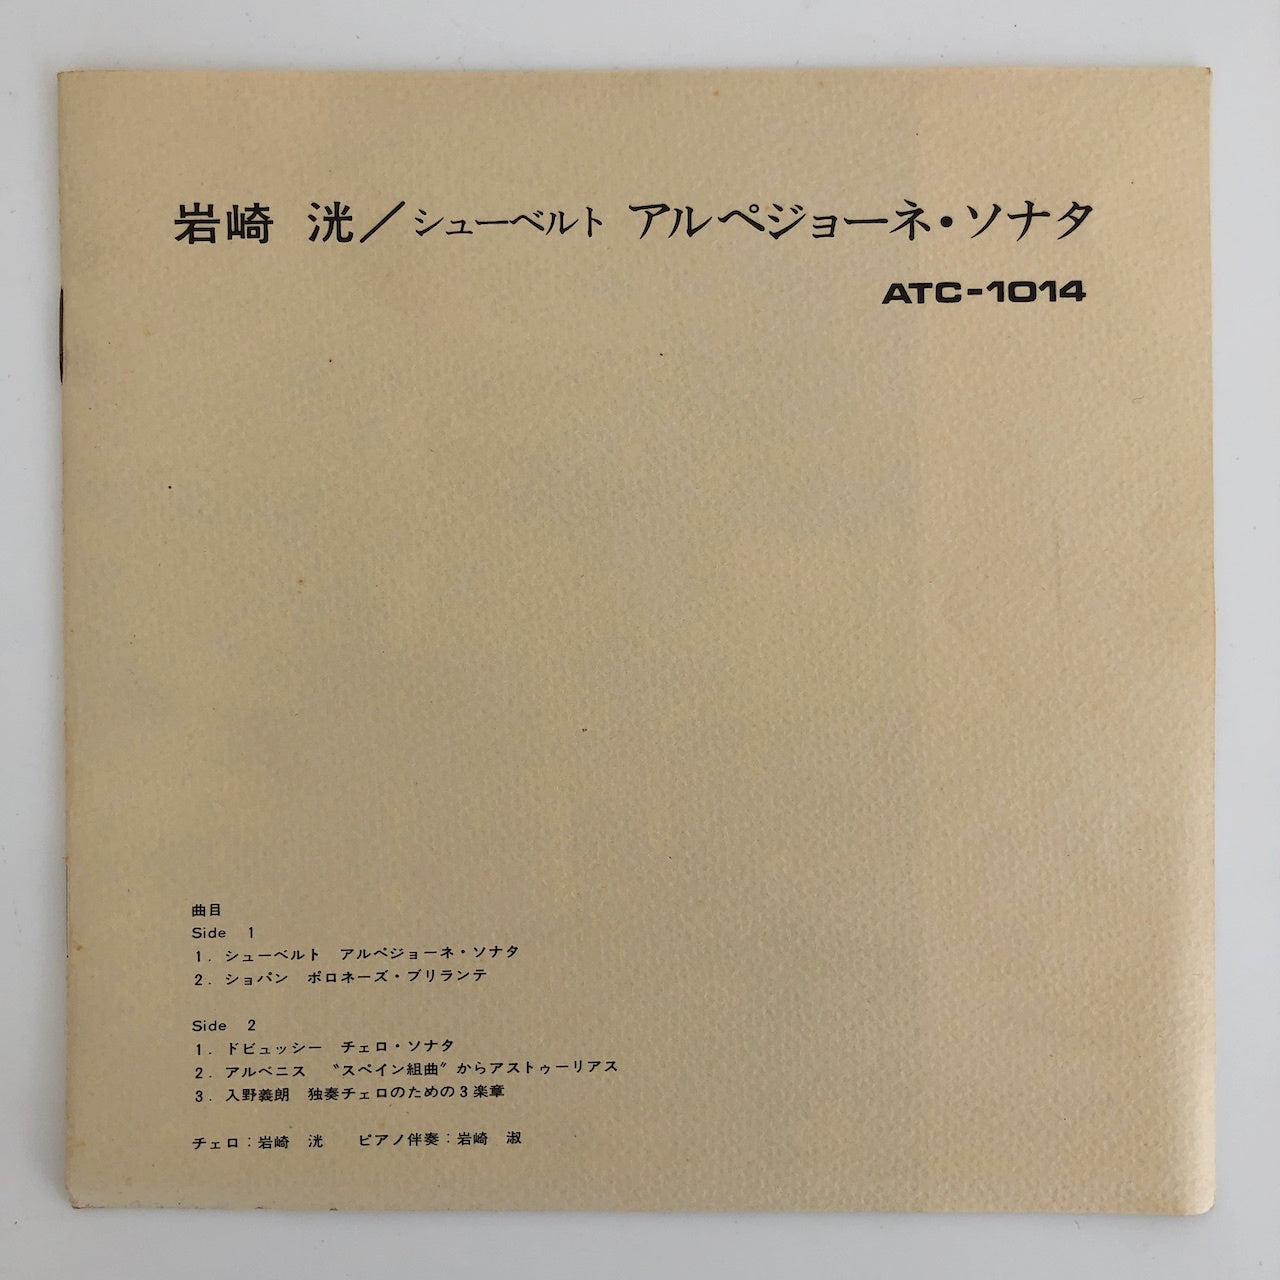 岩崎 洸/シューベルト アルペジョーネ・ソナタ
ATC-1014
曲目
Side 1
1. シューベルト アルペジョーネ・ソナタ
2. ショパン ポロネーズ・ブリランテ
Side 2
1. ドビュッシー チェロ・ソナタ
2. アルベニス 〝スペイン組曲〟からアストゥーリアス
3. 入野義朗 独奏チェロのための3楽章
チェロ:岩崎 洸 ピアノ伴奏:岩崎 淑